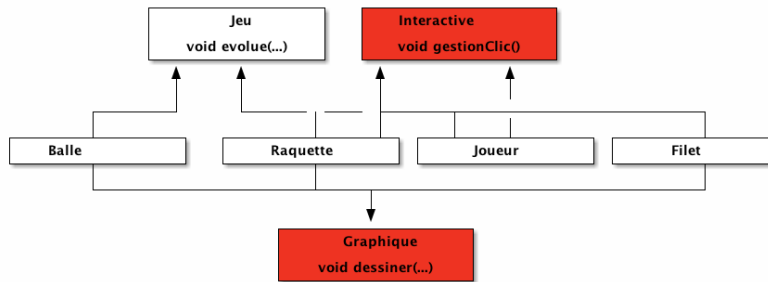 Jeu
void evolue(...)
Interactive
void gestionClic()
Balle
Raquette
Joueur
Filet
Graphique
void dessiner(...)